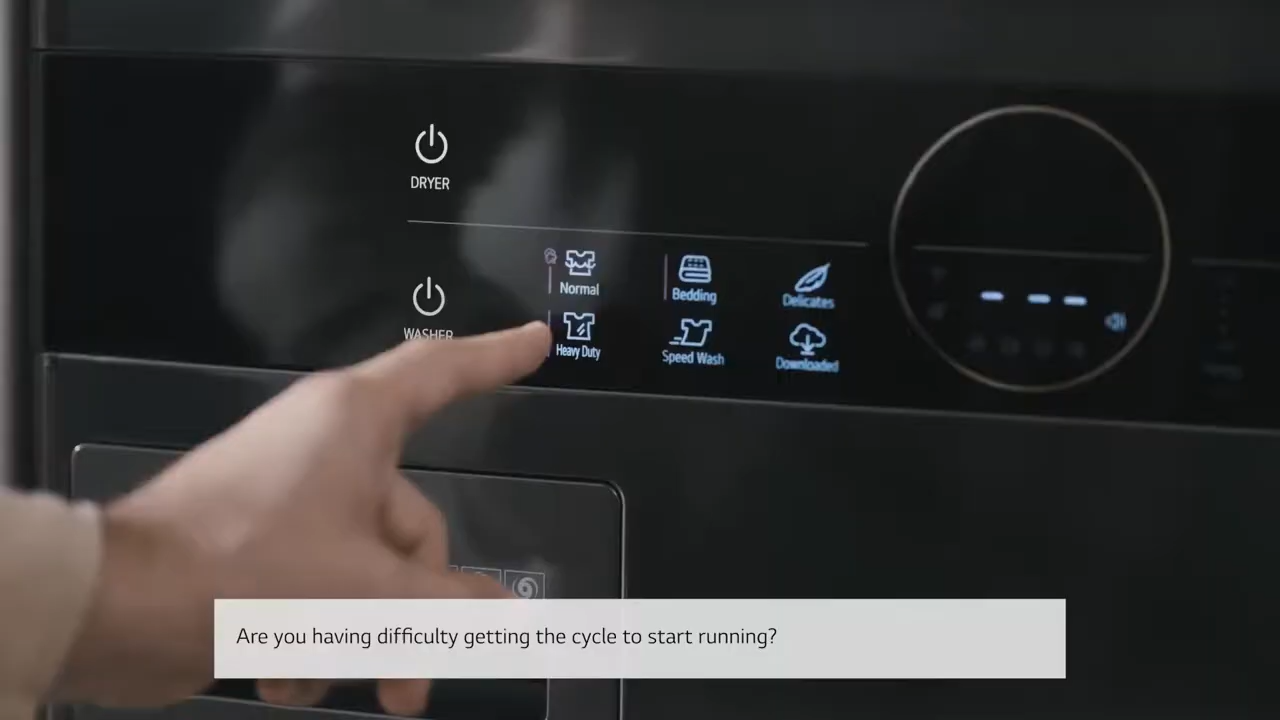 DRYER
WASHER
Normal
Bedding
Delicates
Heavy Duty
Speed Wash
Downloaded
Are you having difficulty getting the cycle to start running?